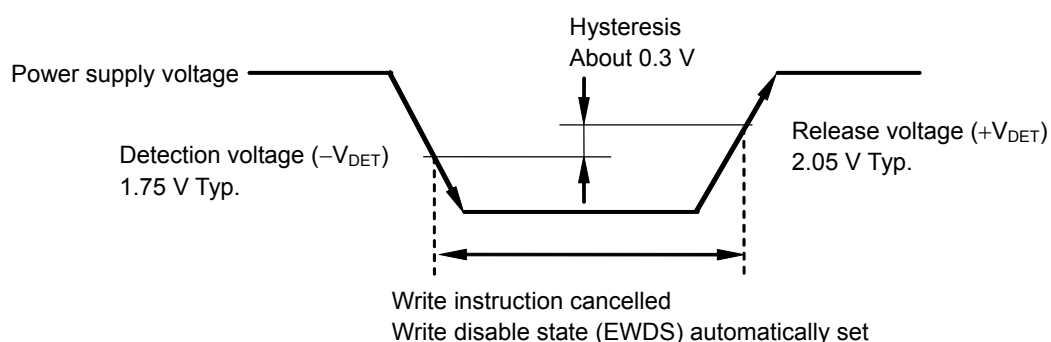 Hysteresis
About 0.3 V
Power supply voltage
Detection voltage (−VDET)
1.75 V Typ.
Release voltage (+VDET)
2.05 V Typ.
Write instruction cancelled
Write disable state (EWDS) automatically set